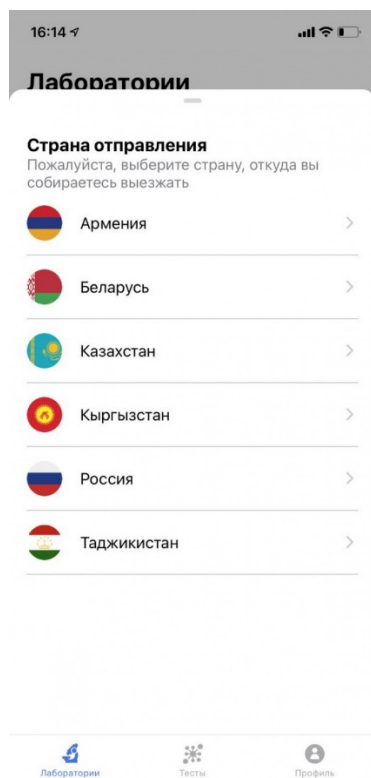 16:14
Лаборатории
Страна отправления
Пожалуйста, выберите страну, откуда вы
собираетесь выезжать
Армения
Беларусь
Казахстан
Кыргызстан
Россия
Таджикистан
Лаборатории
Тесты
Профиль